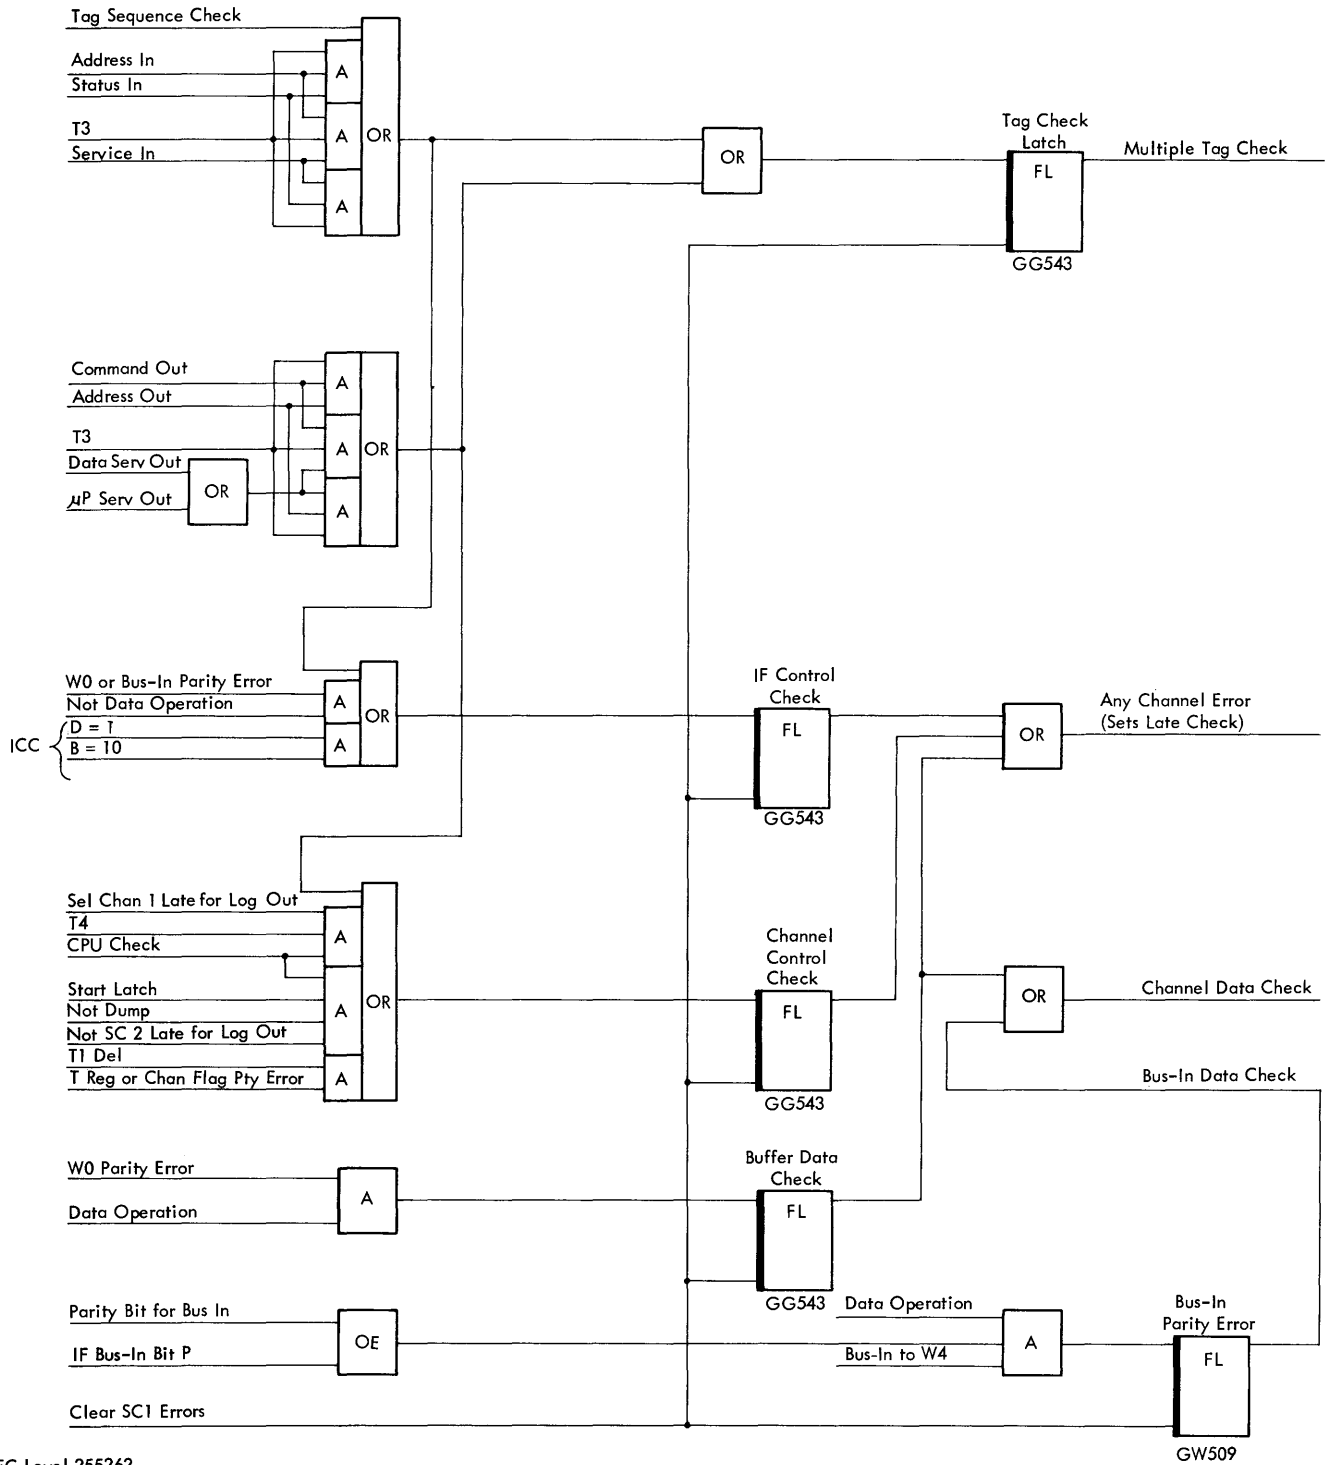 Tag Sequence Check
Address In
A
Status In
T3
A
OR
Service In
A
OR
Tag Check
Latch
FL
GG543
Multiple Tag Check
Command Out
A
Address Out
T3
A
OR
Data Serv Out
OR
μP Serv Out
A
W0 or Bus-In Parity Error
A
Not Data Operation
OR
ICC
D = 1
B = 10
A
IF Control
Check
FL
GG543
OR
Any Channel Error
(Sets Late Check)
Sel Chan 1 Late for Log Out
T4
A
CPU Check
Start Latch
OR
Not Dump
A
Not SC 2 Late for Log Out
T1 Del
T Reg or Chan Flag Pty Error
A
Channel
Control
Check
FL
GG543
OR
Channel Data Check
Bus-In Data Check
W0 Parity Error
A
Data Operation
Buffer Data
Check
FL
GG543
Parity Bit for Bus In
OE
IF Bus-In Bit P
Data Operation
A
Bus-In to W4
Bus-In
Parity Error
FL
GW509
Clear SC1 Errors